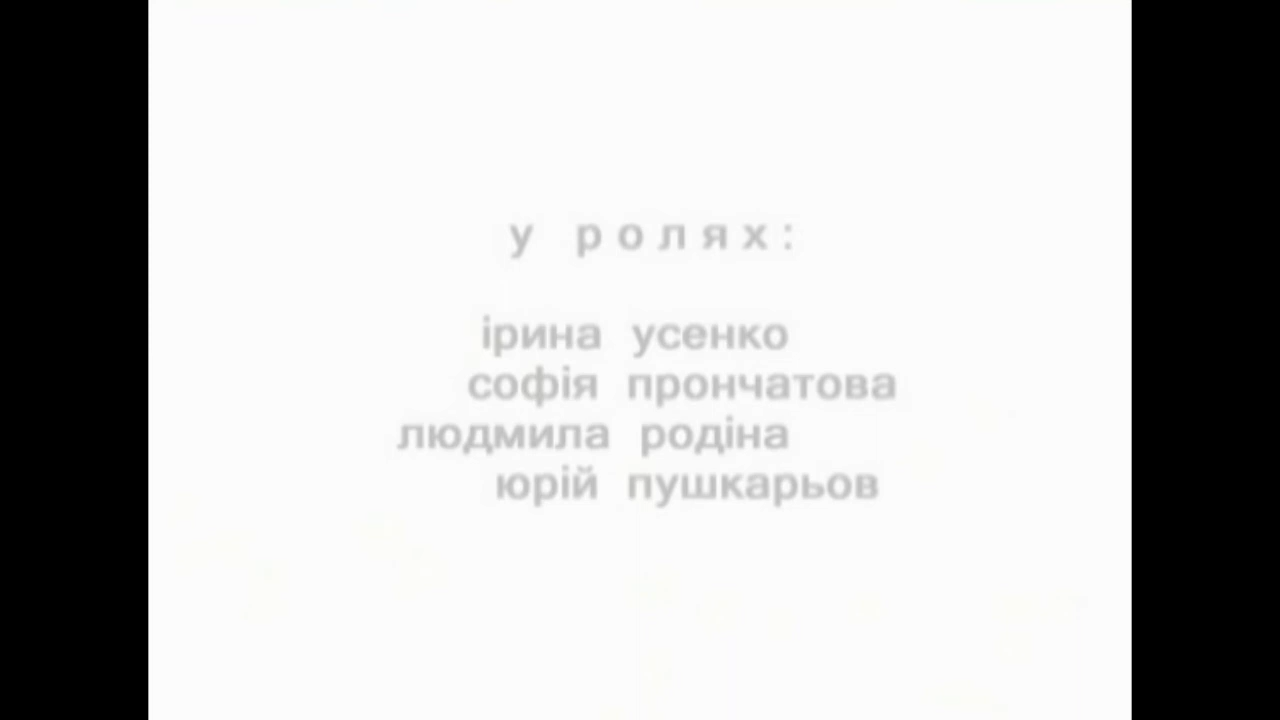 у ролях:
ірина усенко
софія прончатова
людмила родіна
юрій пушкарьов